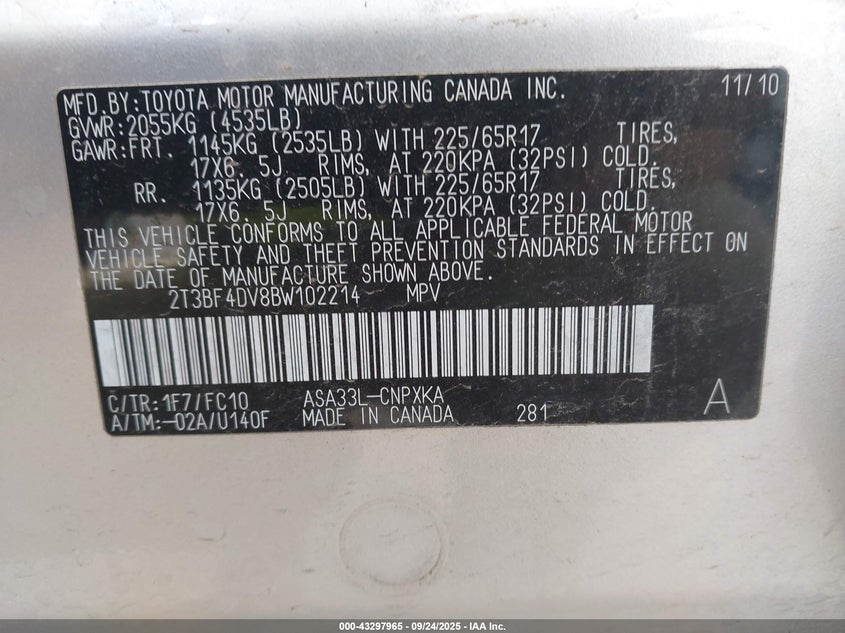 MFD. BY: TOYOTA MOTOR MANUFACTURING CANADA INC. 11/10
GVWR: 2055KG (4535LB)
GAWR: FRT. 1145KG (2535LB) WITH 225/65R17 TIRES,
17X6. 5J. RIMS, AT 220KPA (32PSI) COLD.
RR. 1135KG (2505LB) WITH 225/65R17 TIRES,
17X6. 5J RIMS, AT 220KPA (32PSI) COLD.
THIS VEHICLE CONFORMS TO ALL APPLICABLE FEDERAL MOTOR
VEHICLE SAFETY AND THEFT PREVENTION STANDARDS IN EFFECT ON
THE DATE OF MANUFACTURE SHOWN ABOVE.
2T3BF4DV8BW102214 MPV
C/TR: 1F7/FC10 ASA33L-CNPXKA
A/TM:-02A/U140F MADE IN CANADA 281 A
000-43297965 - 09/24/2025 - IAA Inc.